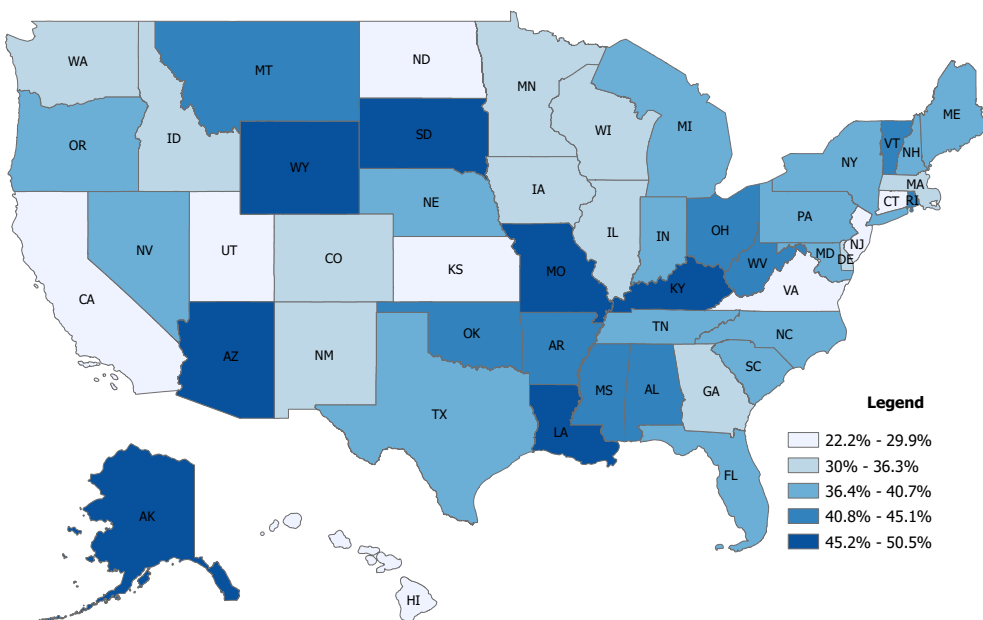 WA
MT
ND
MN
OR
ID
SD
WI
MI
ME
VT
NH
NY
MA
CT
RI
WY
IA
NE
PA
NV
UT
CO
IL
IN
OH
NJ
MD
DE
WV
VA
CA
KS
MO
KY
AZ
NM
OK
AR
TN
NC
SC
TX
MS
AL
GA
LA
FL
AK
HI
Legend
22.2% - 29.9%
30% - 36.3%
36.4% - 40.7%
40.8% - 45.1%
45.2% - 50.5%